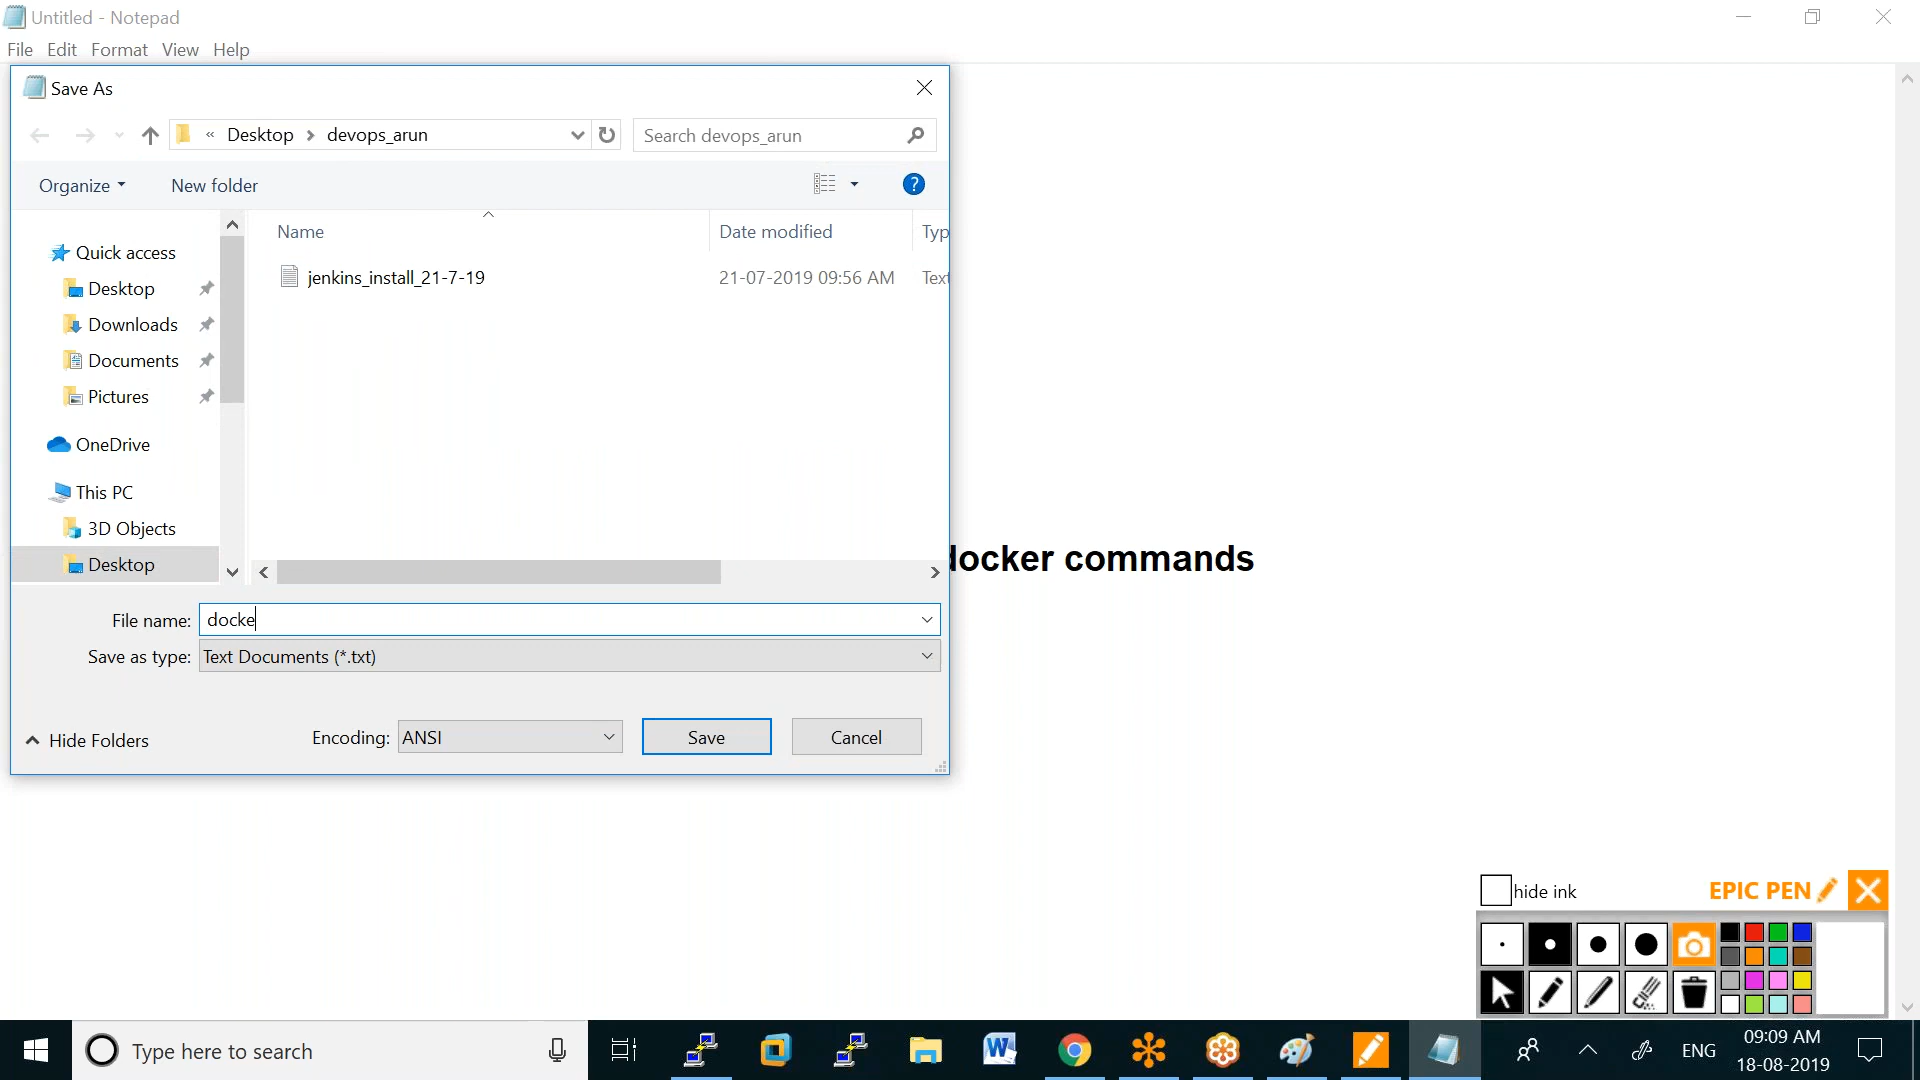 Untitled - Notepad
File Edit Format View Help
Save As
« Desktop > devops_arun
Search devops_arun
Organize
New folder
?
Name
Date modified
Typ
Quick access
jenkins_install_21-7-19
21-07-2019 09:56 AM
Text
Desktop
Downloads
Documents
Pictures
OneDrive
This PC
3D Objects
Desktop
docker commands
File name: docke
Save as type: Text Documents (*.txt)
Hide Folders
Encoding: ANSI
Save
Cancel
hide ink
EPIC PEN
Type here to search
W
ENG
09:09 AM
18-08-2019